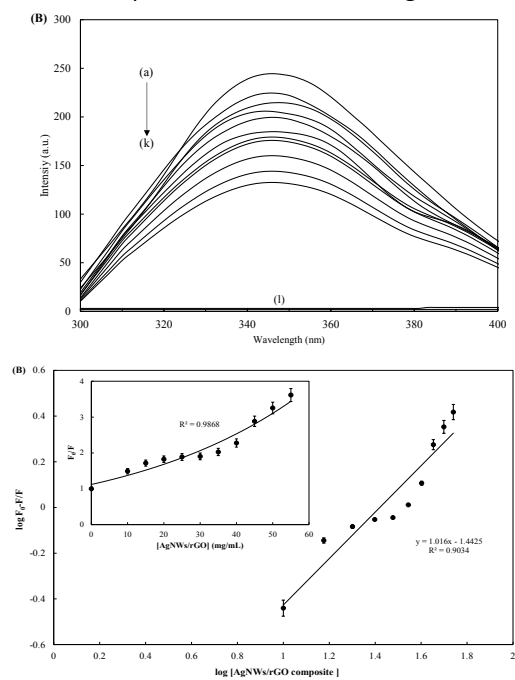 (B)
300
250
200
150
100
50
0
Intensity (a.u.)
(a)
(k)
(l)
300 320 340 360 380 400
Wavelength (nm)
(B)
0.6
0.4
0.2
0
-0.2
-0.4
-0.6
log F₀-F/F
4
3
2
1
0
F₀/F
R² = 0.9868
0 10 20 30 40 50 60
[AgNWs/rGO] (mg/mL)
y = 1.016x - 1.4425
R² = 0.9034
0 0.2 0.4 0.6 0.8 1 1.2 1.4 1.6 1.8 2
log [AgNWs/rGO composite ]